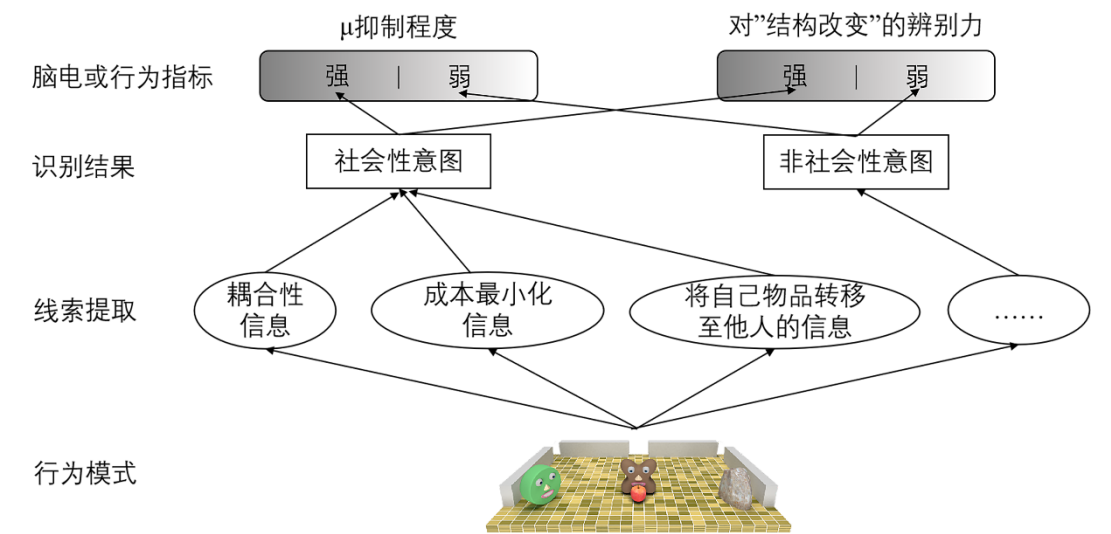 μ抑制程度
对”结构改变”的辨别力
脑电或行为指标
强 | 弱
强 | 弱
识别结果
社会性意图
非社会性意图
线索提取
耦合性
信息
成本最小化
信息
将自己物品转移
至他人的信息
……
行为模式